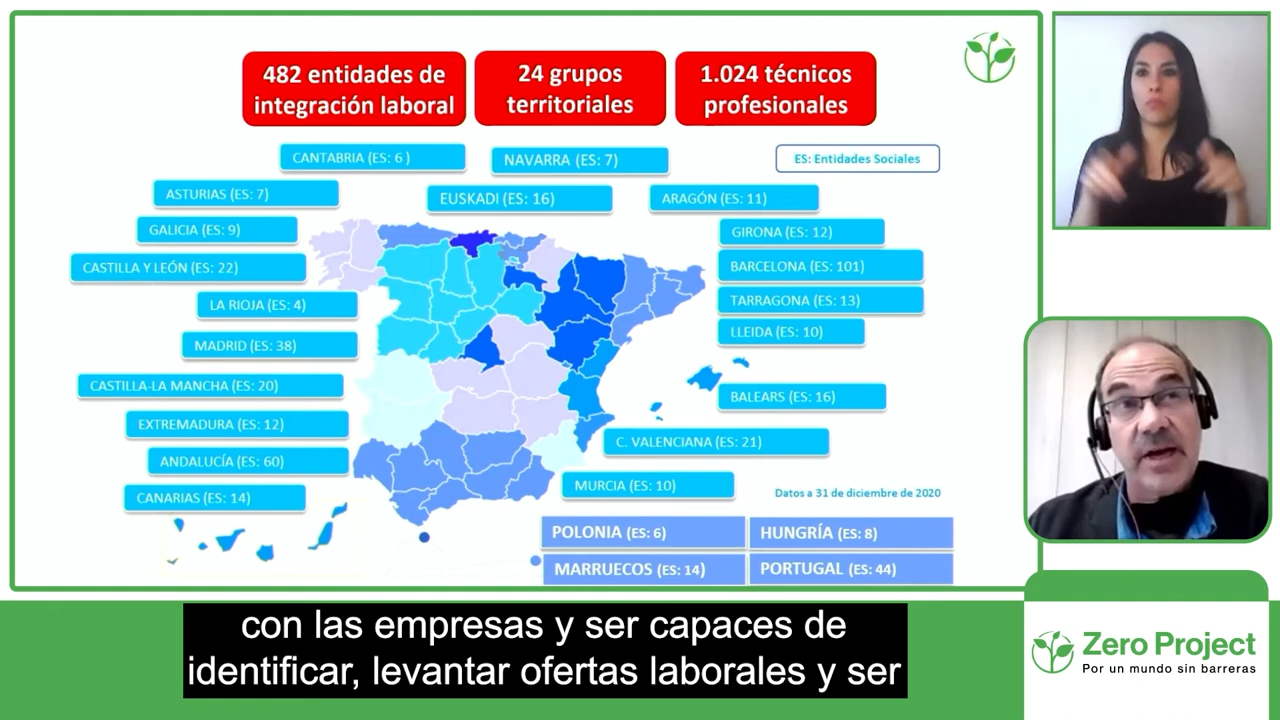 482 entidades de
integración laboral
24 grupos
territoriales
1.024 técnicos
profesionales
CANTABRIA (ES: 6 )
NAVARRA (ES: 7)
ES: Entidades Sociales
ASTURIAS (ES: 7)
EUSKADI (ES: 16)
ARAGÓN (ES: 11)
GALICIA (ES: 9)
GIRONA (ES: 12)
CASTILLA Y LEÓN (ES: 22)
BARCELONA (ES: 101)
LA RIOJA (ES: 4)
TARRAGONA (ES: 13)
MADRID (ES: 38)
LLEIDA (ES: 10)
CASTILLA-LA MANCHA (ES: 20)
BALEARS (ES: 16)
EXTREMADURA (ES: 12)
C. VALENCIANA (ES: 21)
ANDALUCÍA (ES: 60)
MURCIA (ES: 10)
CANARIAS (ES: 14)
Datos a 31 de diciembre de 2020
POLONIA (ES: 6)
HUNGRÍA (ES: 8)
MARRUECOS (ES: 14)
PORTUGAL (ES: 44)
con las empresas y ser capaces de
identificar, levantar ofertas laborales y ser
Zero Project
Por un mundo sin barreras